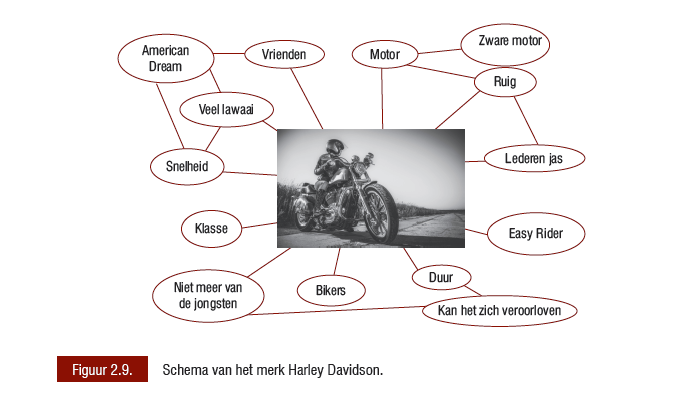 American
Dream
Vrienden
Motor
Zware motor
Ruig
Veel lawaai
Snelheid
Lederen jas
Klasse
Easy Rider
Niet meer van
de jongsten
Bikers
Duur
Kan het zich veroorloven
Figuur 2.9. Schema van het merk Harley Davidson.